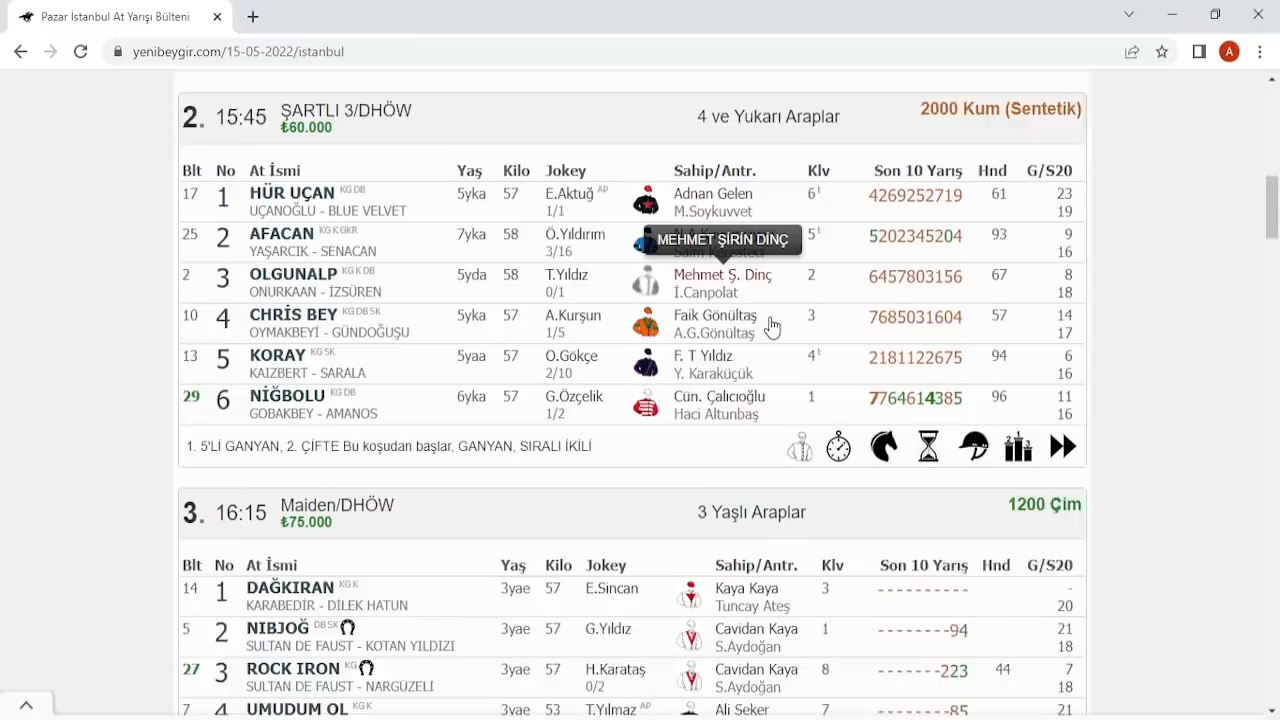 Pazar İstanbul At Yarışı Bülteni
yenibeygir.com/15-05-2022/istanbul
A
2. 15:45 ŞARTLI 3/DHÖW 4 ve Yukarı Araplar 2000 Kum (Sentetik)
₺60.000
Blt No At İsmi Yaş Kilo Jokey Sahip/Antr. Klv Son 10 Yarış Hnd G/S20
17 1 HÜR UÇAN KG DB 5yka 57 E.Aktuğ AP Adnan Gelen 6 t 4269252719 61 23
UÇANOĞLU - BLUE VELVET 1/1 M.Soykuvvet 19
25 2 AFACAN KG K GKR 7yka 58 Ö.Yıldırım 5 t 5202345204 93 9
MEHMET ŞİRİN DİNÇ
YAŞARCIK - SENACAN 3/16 16
2 3 OLGUNALP KG K DB 5yda 58 T.Yıldız Mehmet Ş. Dinç 2 6457803156 67 8
ONURKAAN - İZSÜREN 0/1 İ.Canpolat 18
10 4 CHRİS BEY KG DB SK 5yka 57 A.Kurşun Faik Gönültaş 3 7685031604 57 14
OYMAKBEYİ - GÜNDOĞUŞU 1/5 A.G.Gönültaş 17
13 5 KORAY KG SK 5yaa 57 O.Gökçe F. T Yıldız 4 t 2181122675 94 6
KAIZBERT - SARALA 2/10 Y. Karaküçük 16
29 6 NİĞBOLU KG DB 6yka 57 G.Özçelik Cün. Çalıcıoğlu 1 7764614385 96 11
GOBAKBEY - AMANOS 1/2 Haci Altunbaş 16
1. 5'Lİ GANYAN, 2. ÇİFTE Bu koşudan başlar, GANYAN, SIRALI İKİLİ
3. 16:15 Maiden/DHÖW 3 Yaşlı Araplar 1200 Çim
₺75.000
Blt No At İsmi Yaş Kilo Jokey Sahip/Antr. Klv Son 10 Yarış Hnd G/S20
14 1 DAĞKIRAN KG K 3yae 57 E.Sincan Kaya Kaya 3 ---------- -
KARABEDİR - DİLEK HATUN Tuncay Ateş 20
5 2 NIBJOĞ DB SK 3yae 57 G.Yıldız Cavidan Kaya 1 --------94 21
SULTAN DE FAUST - KOTAN YILDIZI S.Aydoğan 18
27 3 ROCK IRON KG 3yae 57 H.Karataş Cavidan Kaya 8 -------223 44 7
SULTAN DE FAUST - NARGÜZELİ 0/2 S.Aydoğan 18
7 4 UMUDUM OL KG K 3yae 53 T.Yılmaz AP Ali Şeker 7 --------85 21